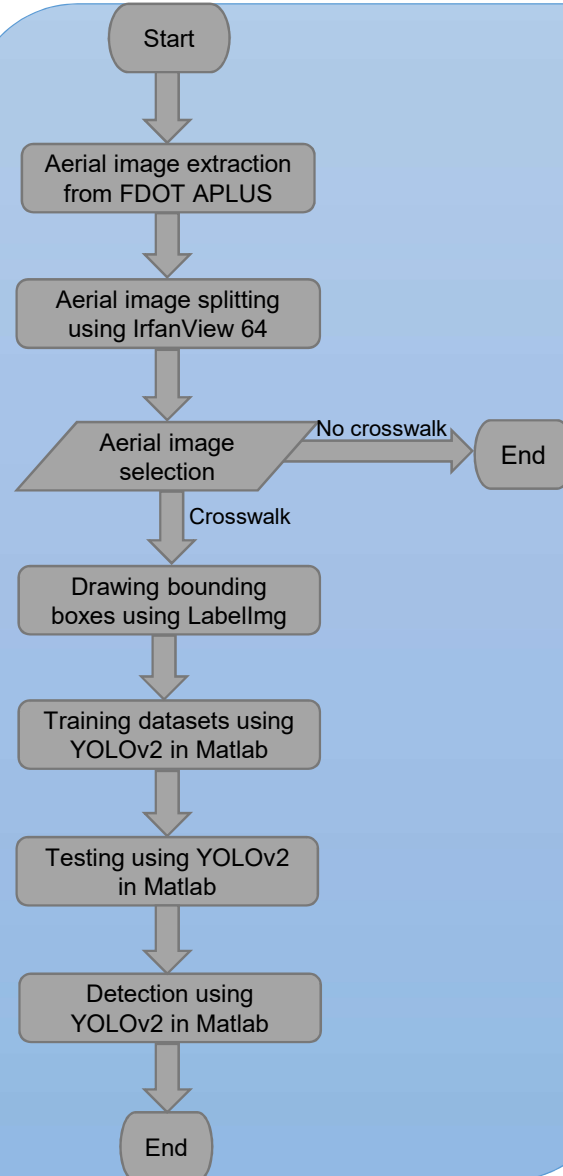 Start
Aerial image extraction
from FDOT APLUS
Aerial image splitting
using IrfanView 64
Aerial image
selection
No crosswalk
End
Crosswalk
Drawing bounding
boxes using LabelImg
Training datasets using
YOLOv2 in Matlab
Testing using YOLOv2
in Matlab
Detection using
YOLOv2 in Matlab
End